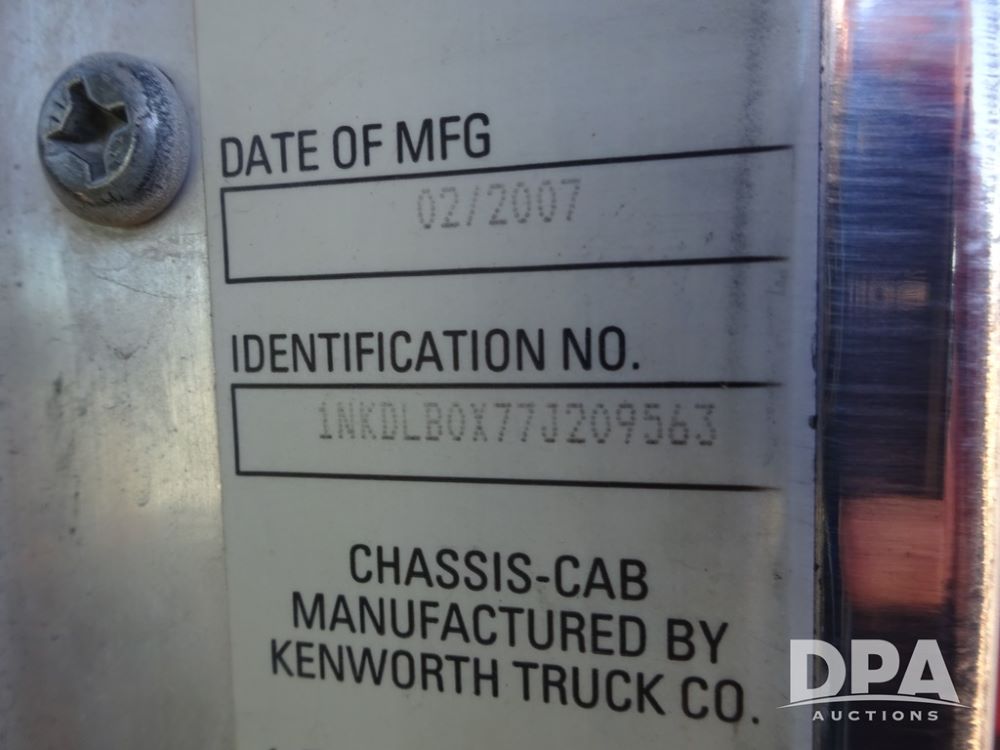 DATE OF MFG
02/2007
IDENTIFICATION NO.
1NKDLB0X77J209563
CHASSIS-CAB
MANUFACTURED BY
KENWORTH TRUCK CO.
DPA
AUCTIONS